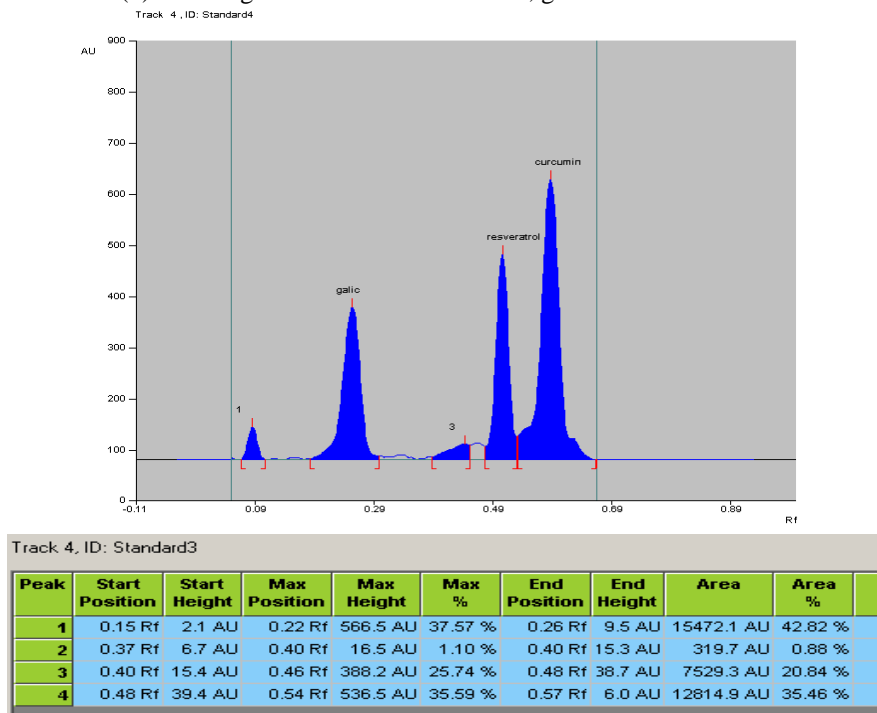 Track 4 , ID: Standard4
900
AU
800
700
curcumin
600
resveratrol
500
galic
400
300
200
1
3
100
0
-0.11 0.09 0.29 0.49 0.69 0.89
Rf
Track 4, ID: Standard3
Peak Start Position Start Height Max Position Max Height Max % End Position End Height Area Area %
1 0.15 Rf 2.1 AU 0.22 Rf 566.5 AU 37.57 % 0.26 Rf 9.5 AU 15472.1 AU 42.82 %
2 0.37 Rf 6.7 AU 0.40 Rf 16.5 AU 1.10 % 0.40 Rf 15.3 AU 319.7 AU 0.88 %
3 0.40 Rf 15.4 AU 0.46 Rf 388.2 AU 25.74 % 0.48 Rf 38.7 AU 7529.3 AU 20.84 %
4 0.48 Rf 39.4 AU 0.54 Rf 536.5 AU 35.59 % 0.57 Rf 6.0 AU 12814.9 AU 35.46 %